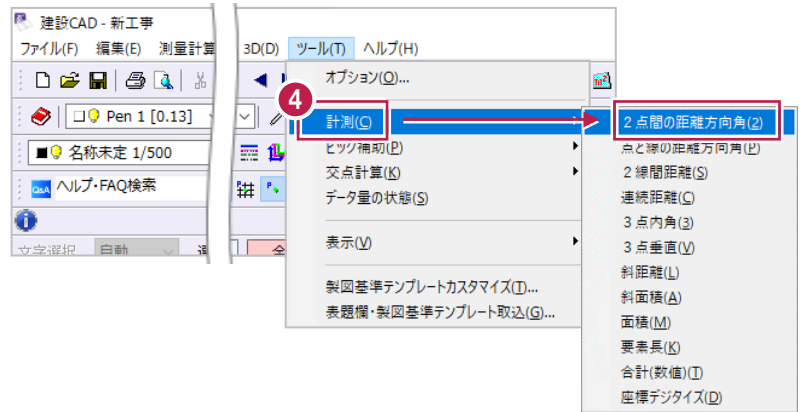 建設CAD - 新工事
ファイル(F) 編集(E) 測量計算 3D(D) ツール(T) ヘルプ(H)
Pen 1 [0.13]
名称未定 1/500
Q&A ヘルプ・FAQ検索
文字選択 自動
オプション(O)...
4
計測(C)
ピック補助(P)
交点計算(K)
データ量の状態(S)
表示(V)
製図基準テンプレートカスタマイズ(T)...
表題欄・製図基準テンプレート取込(G)...
2点間の距離方向角(2)
点と線の距離方向角(P)
2線間距離(S)
連続距離(C)
3点内角(3)
3点垂直(V)
斜距離(L)
斜面積(A)
面積(M)
要素長(K)
合計(数値)(T)
座標デジタイズ(D)